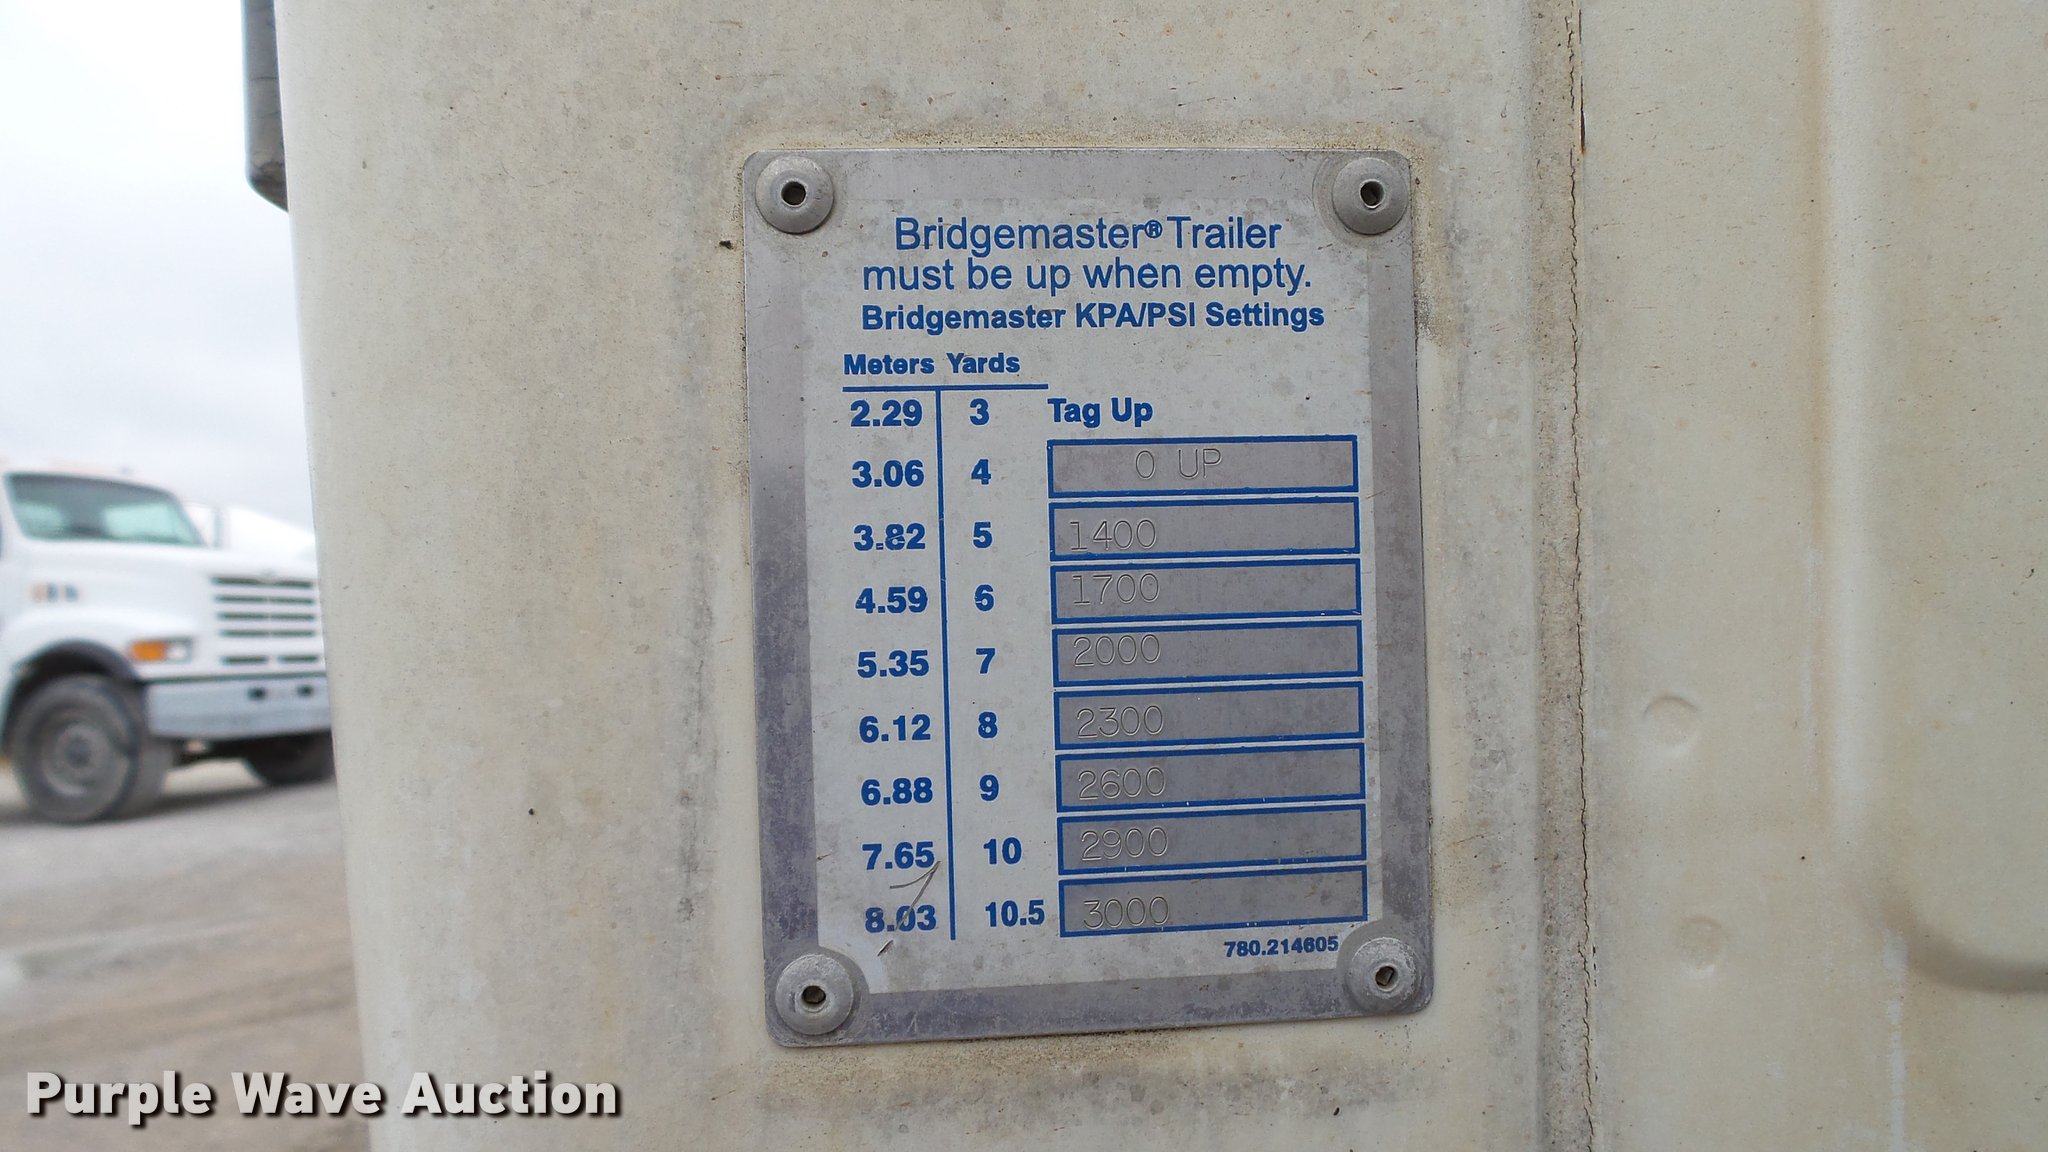 Bridgemaster® Trailer
must be up when empty.
Bridgemaster KPA/PSI Settings
Meters Yards
2.29 3 Tag Up
3.06 4 0 UP
3.82 5 1400
4.59 6 1700
5.35 7 2000
6.12 8 2300
6.88 9 2600
7.65 10 2900
8.03 10.5 3000
780.214605
Purple Wave Auction